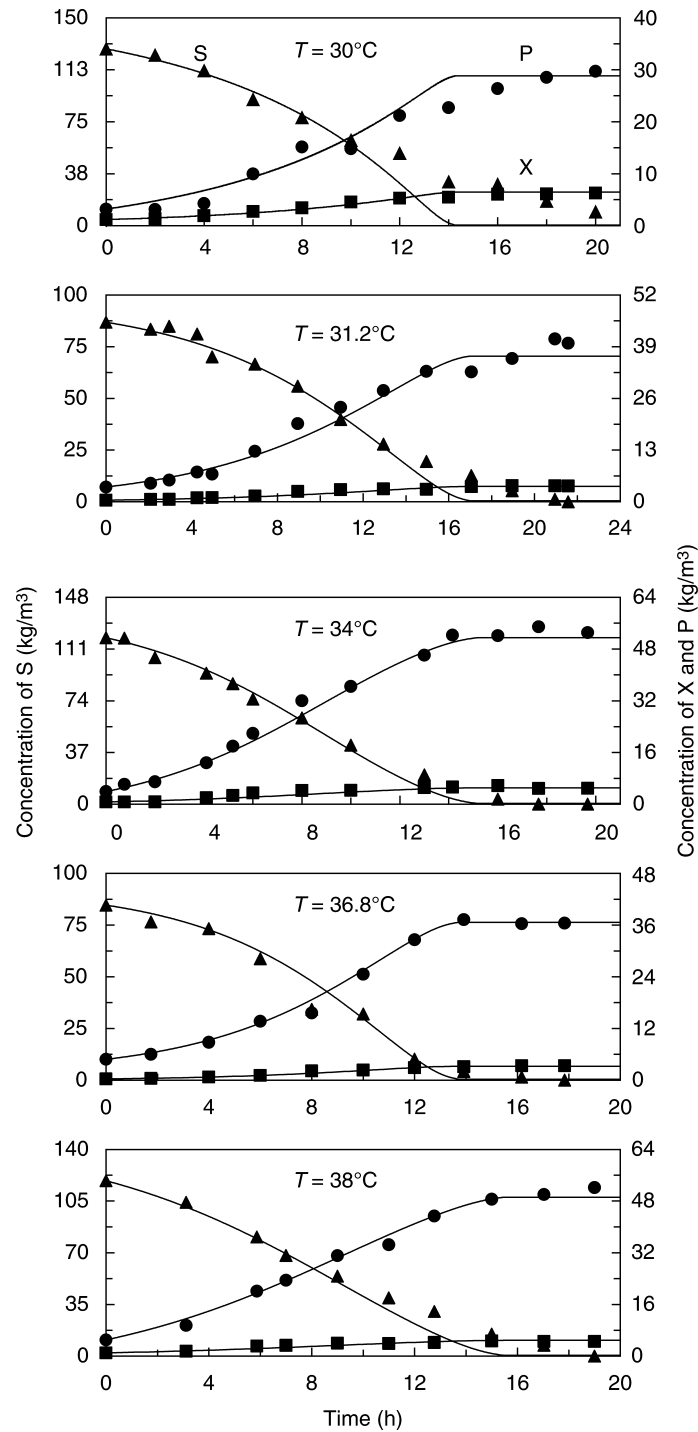 150 40
S T = 30°C P
113 30
75 20
X
38 10
0 0
0 4 8 12 16 20
100 52
T = 31.2°C
75 39
50 26
25 13
0 0
0 4 8 12 16 20 24
148 64
T = 34°C
111 48
74 32
37 16
0 0
0 4 8 12 16 20
100 48
T = 36.8°C
75 36
50 24
25 12
0 0
0 4 8 12 16 20
140 64
T = 38°C
105 48
70 32
35 16
0 0
0 4 8 12 16 20
Time (h)
Concentration of S (kg/m³)
Concentration of X and P (kg/m³)